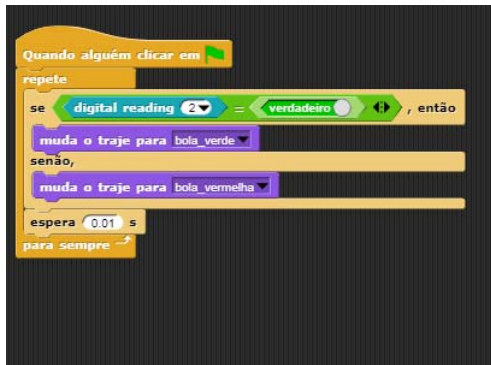 Quando alguém clicar em
repete
se digital reading 2 = verdadeiro , então
muda o traje para bola_verde
senão,
muda o traje para bola_vermelha
espera 0.01 s
para sempre